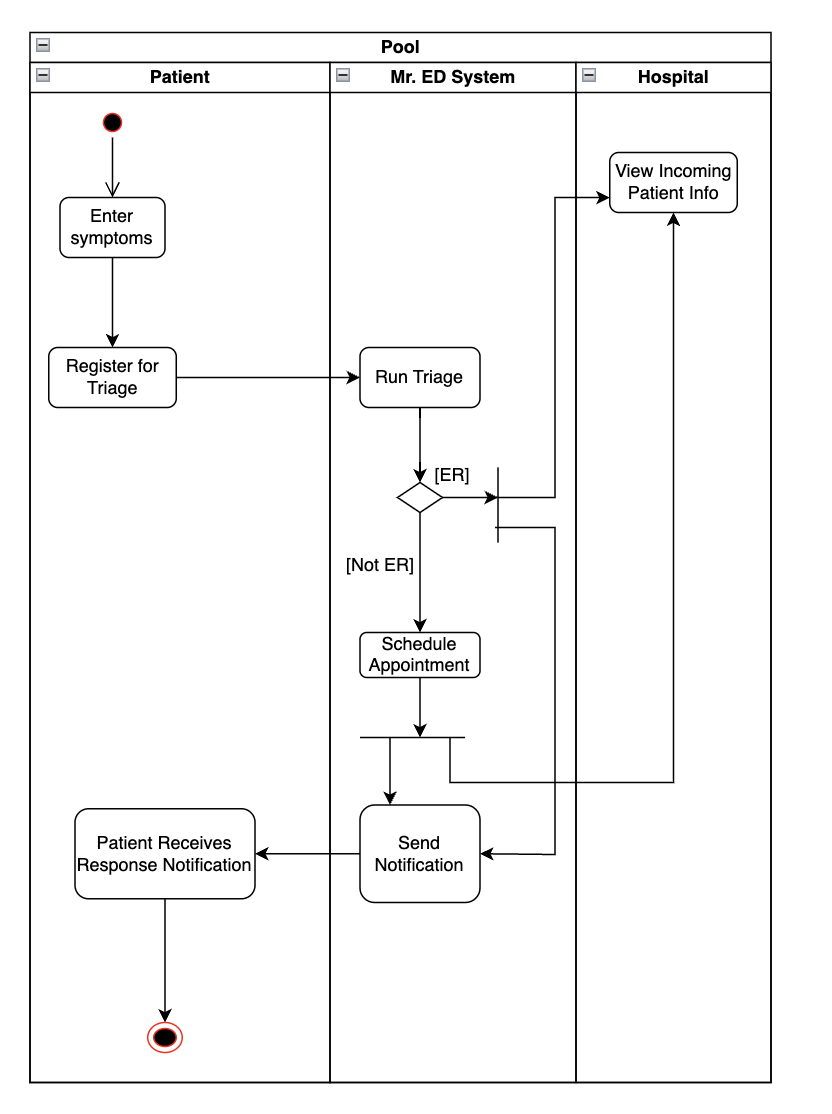 Pool
Patient
Mr. ED System
Hospital
View Incoming
Patient Info
Enter
symptoms
Register for
Triage
Run Triage
[ER]
[Not ER]
Schedule
Appointment
Patient Receives
Response Notification
Send
Notification